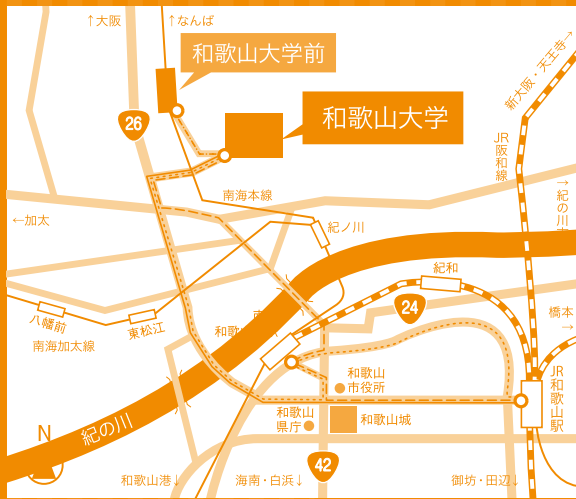 ↑大阪
↑なんば
和歌山大学前
新大阪・天王寺→
26
和歌山大学
JR
阪和線
→紀の川
南海本線
←加太
紀ノ川
紀和
24
八幡前
東松江
橋本
→
南海加太線
和歌山
市役所
JR和歌山駅
和歌山
県庁
和歌山城
N
紀の川
42
和歌山港↓
海南・白浜↓
御坊・田辺↓